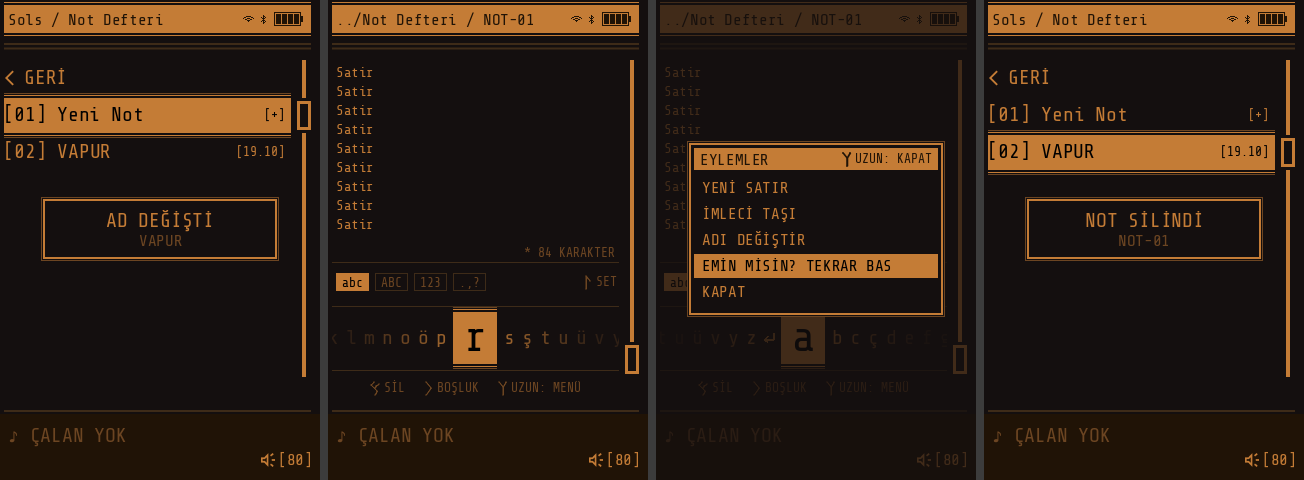 Sols / Not Defteri
< GERİ
[01] Yeni Not [+]
[02] VAPUR [19.10]
AD DEĞİŞTİ
VAPUR
♪ ÇALAN YOK
[80]
../Not Defteri / NOT-01
Satir
Satir
Satir
Satir
Satir
Satir
Satir
Satir
Satir
* 84 KARAKTER
abc ABC 123 .,? SET
k l m n o ö p r s ş t u ü v y
SİL BOŞLUK UZUN: MENÜ
♪ ÇALAN YOK
[80]
../Not Defteri / NOT-01
Satir
Satir
Satir
Satir
EYLEMLER UZUN: KAPAT
YENİ SATIR
İMLECİ TAŞI
ADI DEĞİŞTİR
EMİN MİSİN? TEKRAR BAS
KAPAT
ü v y z ↵ a b c ç d e f
SİL BOŞLUK UZUN: MENÜ
♪ ÇALAN YOK
[80]
Sols / Not Defteri
< GERİ
[01] Yeni Not [+]
[02] VAPUR [19.10]
NOT SİLİNDİ
NOT-01
♪ ÇALAN YOK
[80]